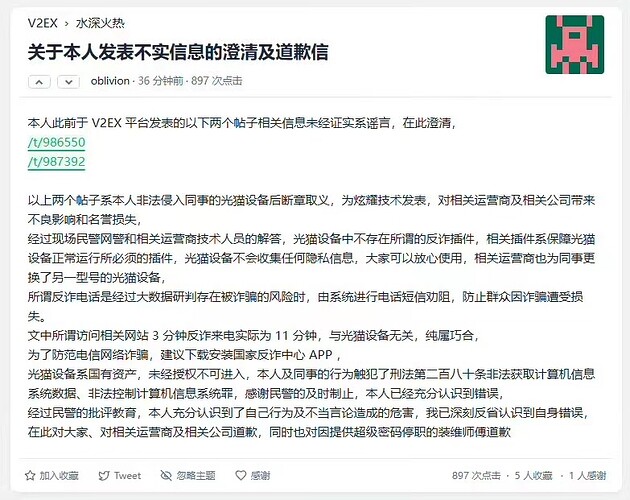 V2EX › 水深火热
关于本人发表不实信息的澄清及道歉信
oblivion · 36 分钟前 · 897 次点击
本人此前于 V2EX 平台发表的以下两个帖子相关信息未经证实系谣言，在此澄清，
/t/986550
/t/987392
以上两个帖子系本人非法侵入同事的光猫设备后断章取义，为炫耀技术发表，对相关运营商及相关公司带来
不良影响和名誉损失，
经过现场民警网警和相关运营商技术人员的解答，光猫设备中不存在所谓的反诈插件，相关插件系保障光猫
设备正常运行所必须的插件，光猫设备不会收集任何隐私信息，大家可以放心使用，相关运营商也为同事更
换了另一型号的光猫设备，
所谓反诈电话是经过大数据研判存在被诈骗的风险时，由系统进行电话短信劝阻，防止群众因诈骗遭受损
失。
文中所谓访问相关网站 3 分钟反诈来电实际为 11 分钟，与光猫设备无关，纯属巧合，
为了防范电信网络诈骗，建议下载安装国家反诈中心 APP ，
光猫设备系国有资产，未经授权不可进入，本人及同事的行为触犯了刑法第二百八十条非法获取计算机信息
系统数据、非法控制计算机信息系统罪，感谢民警的及时制止，本人已经充分认识到错误，
经过民警的批评教育，本人充分认识到了自己行为及不当言论造成的危害，我已深刻反省认识到自身错误，
在此对大家、对相关运营商及相关公司道歉，同时也对因提供超级密码停职的装维师傅道歉
加入收藏 Tweet 忽略主题 感谢 897 次点击 · 5 人收藏 · 1 人感谢